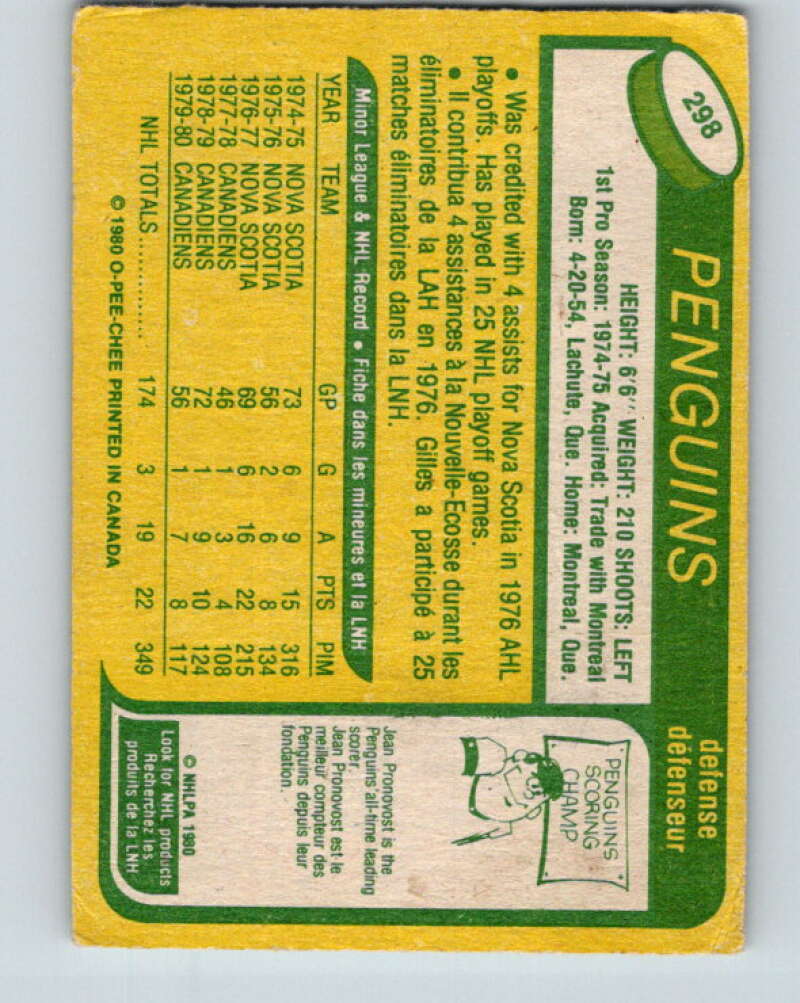 298
PENGUINS
defense
défenseur
HEIGHT: 6'6" WEIGHT: 210 SHOOTS: LEFT
1st Pro Season: 1974-75 Acquired: Trade with Montreal
Born: 4-20-54, Lachute, Que. Home: Montreal, Que.
• Was credited with 4 assists for Nova Scotia in 1976 AHL
playoffs. Has played in 25 NHL playoff games.
• Il contribua 4 assistances à la Nouvelle-Ecosse durant les
éliminatoires de la LAH en 1976. Gilles a participé à 25
matches éliminatoires dans la LNH.
Minor League & NHL Record • Fiche dans les mineures et la LNH
YEAR TEAM GP G A PTS PIM
1974-75 NOVA SCOTIA 73 6 9 15 316
1975-76 NOVA SCOTIA 56 2 6 8 134
1976-77 NOVA SCOTIA 69 6 16 22 215
1977-78 CANADIENS 46 1 3 4 108
1978-79 CANADIENS 72 1 9 10 124
1979-80 CANADIENS 56 1 7 8 117
NHL TOTALS ................ 174 3 19 22 349
© 1980 O-PEE-CHEE PRINTED IN CANADA
PENGUINS
SCORING
CHAMP
Jean Pronovost is the
Penguins' all-time leading
scorer.
Jean Pronovost est le
meilleur compteur des
Penguins depuis leur
fondation.
© NHLPA 1980
Look for NHL products
Recherchez les
produits de la LNH